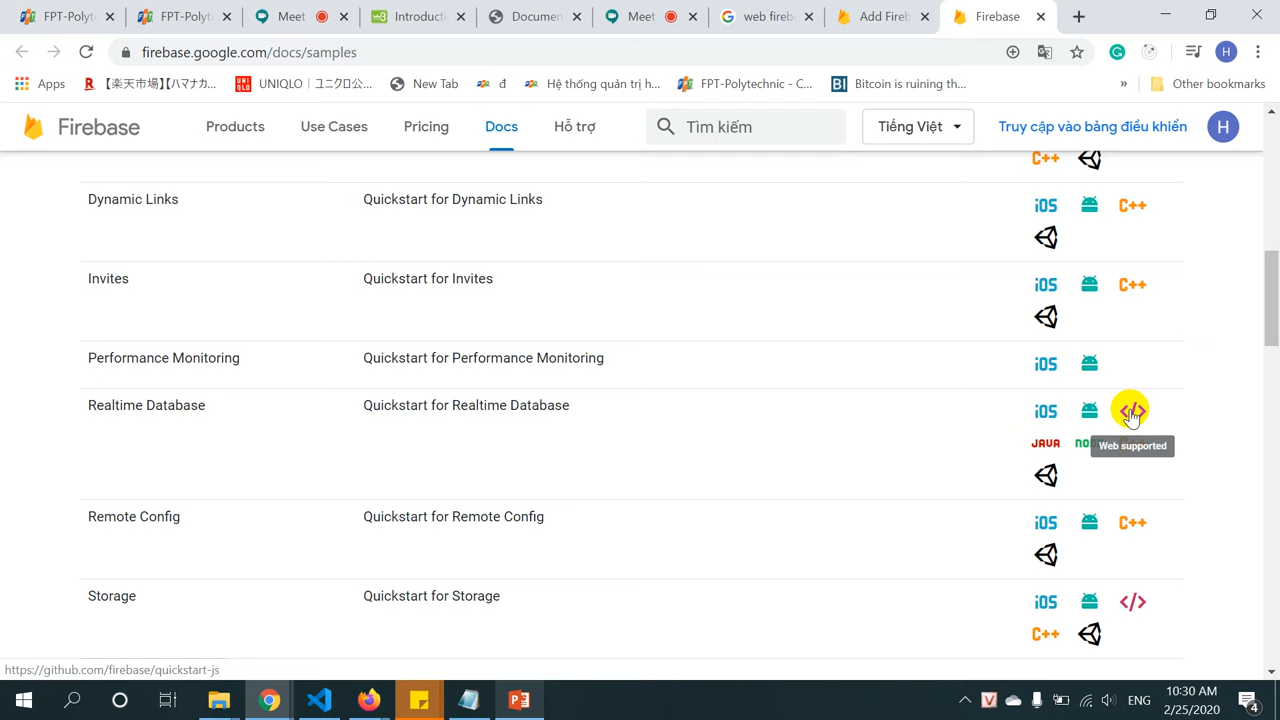 FPT-Polyt
FPT-Polyt
Meet
Introducti
Documen
Meet
web fireb
Add Fireb
Firebase
firebase.google.com/docs/samples
Apps
【楽天市場】【ハマナカ...
UNIQLO｜ユニクロ公...
New Tab
đ
Hệ thống quản trị h...
FPT-Polytechnic - C...
Bitcoin is ruining th...
»
Other bookmarks
Firebase
Products
Use Cases
Pricing
Docs
Hỗ trợ
Tìm kiếm
Tiếng Việt
Truy cập vào bảng điều khiển
H
C++
Dynamic Links
Quickstart for Dynamic Links
iOS
C++
Invites
Quickstart for Invites
iOS
C++
Performance Monitoring
Quickstart for Performance Monitoring
iOS
Realtime Database
Quickstart for Realtime Database
iOS
</>
JAVA
Web supported
Remote Config
Quickstart for Remote Config
iOS
C++
Storage
Quickstart for Storage
iOS
</>
C++
https://github.com/firebase/quickstart-js
ENG
10:30 AM
2/25/2020
4